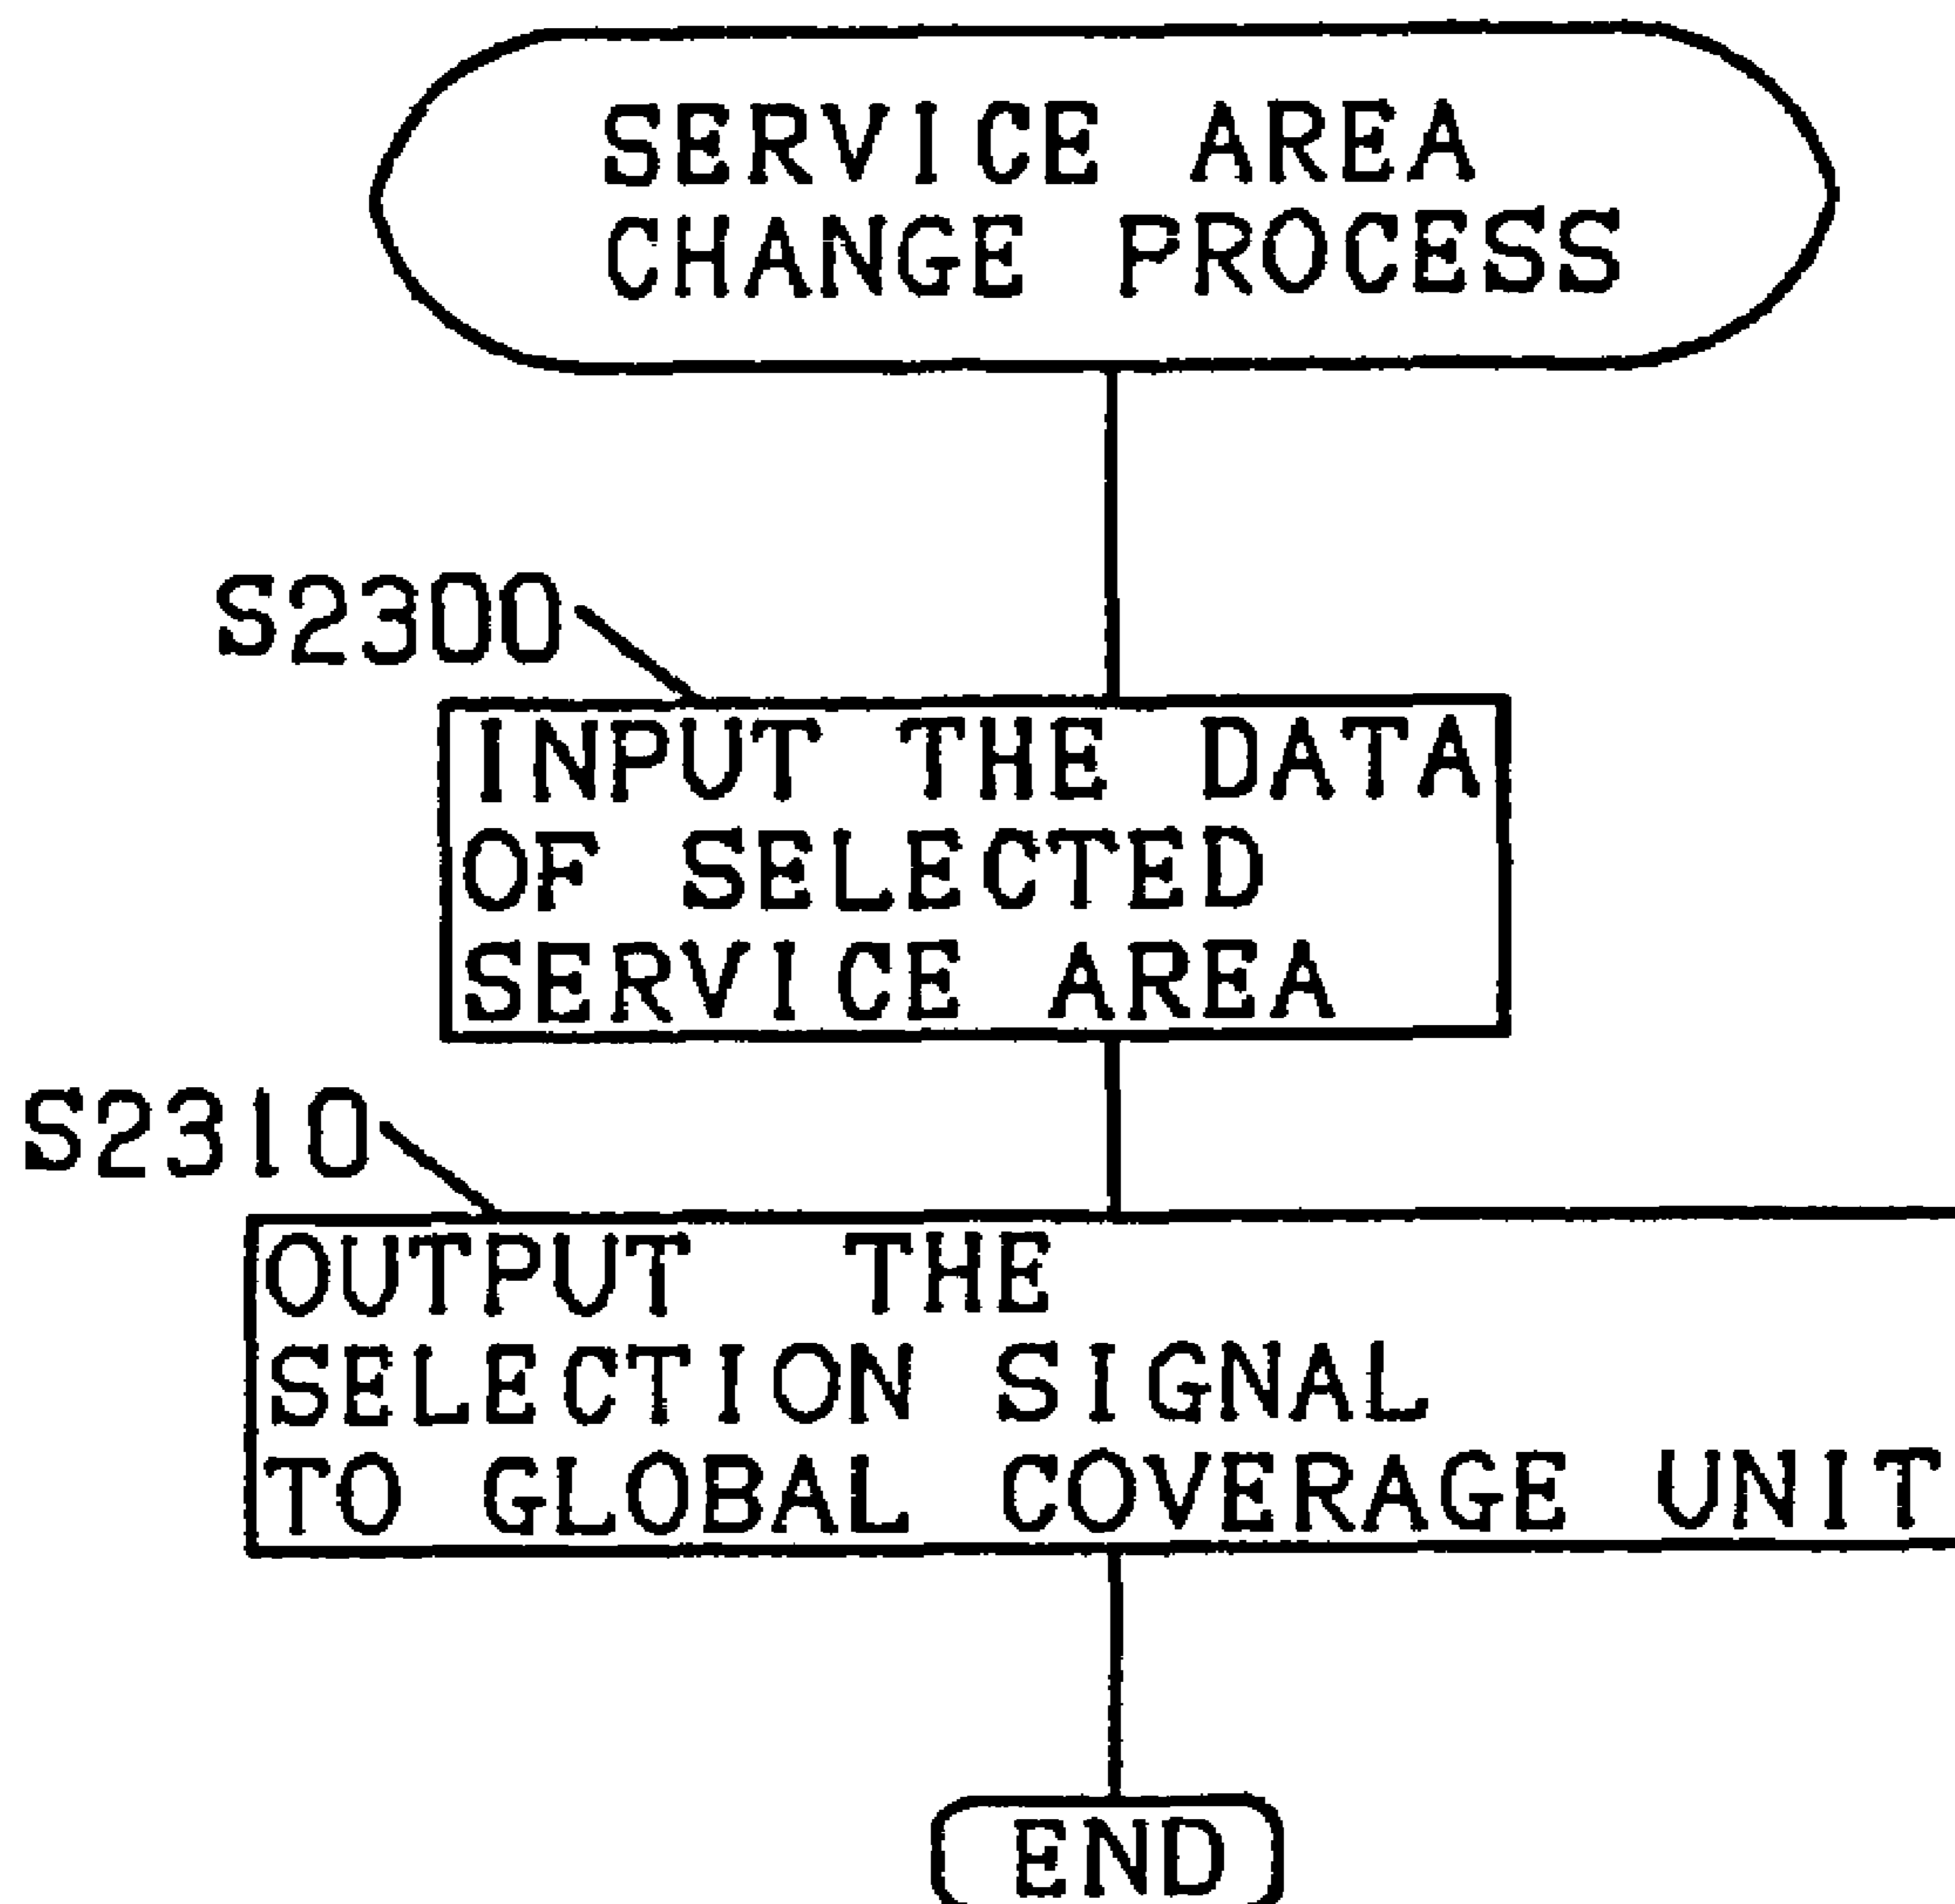 SERVICE AREA
CHANGE PROCESS
S2300
INPUT THE DATA
OF SELECTED
SERVICE AREA
S2310
OUTPUT THE
SELECTION SIGNAL
TO GLOBAL COVERAGE UNIT
END